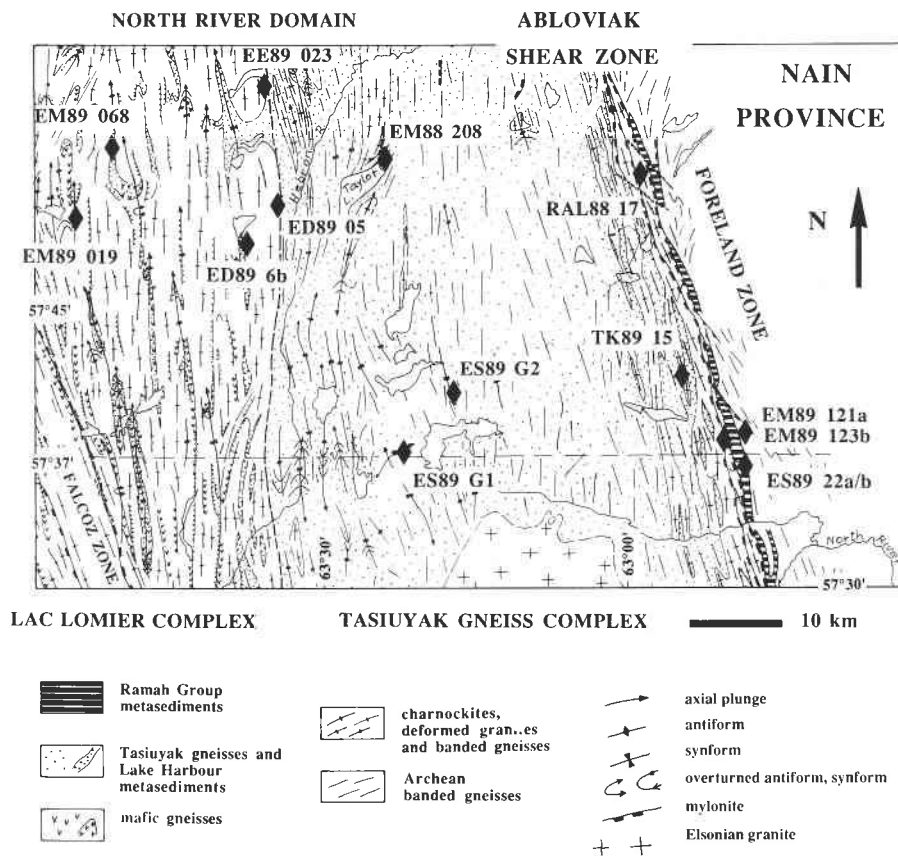 NORTH RIVER DOMAIN
ABLOVIAK
SHEAR ZONE
NAIN
PROVINCE
EE89 023
EM89 068
EM88 208
Hebron R
Taylor
RAL88 17
N
ED89 05
EM89 019
ED89 6b
FORELAND ZONE
57°45'
TK89 15
ES89 G2
EM89 121a
EM89 123b
57°37'
ES89 G1
ES89 22a/b
FALCOZ ZONE
63°30'
63°00'
North River
57°30'
LAC LOMIER COMPLEX
TASIUYAK GNEISS COMPLEX
10 km
Ramah Group
metasediments
Tasiuyak gneisses and
Lake Harbour
metasediments
mafic gneisses
charnockites,
deformed gran..es
and banded gneisses
Archean
banded gneisses
axial plunge
antiform
synform
overturned antiform, synform
mylonite
Elsonian granite